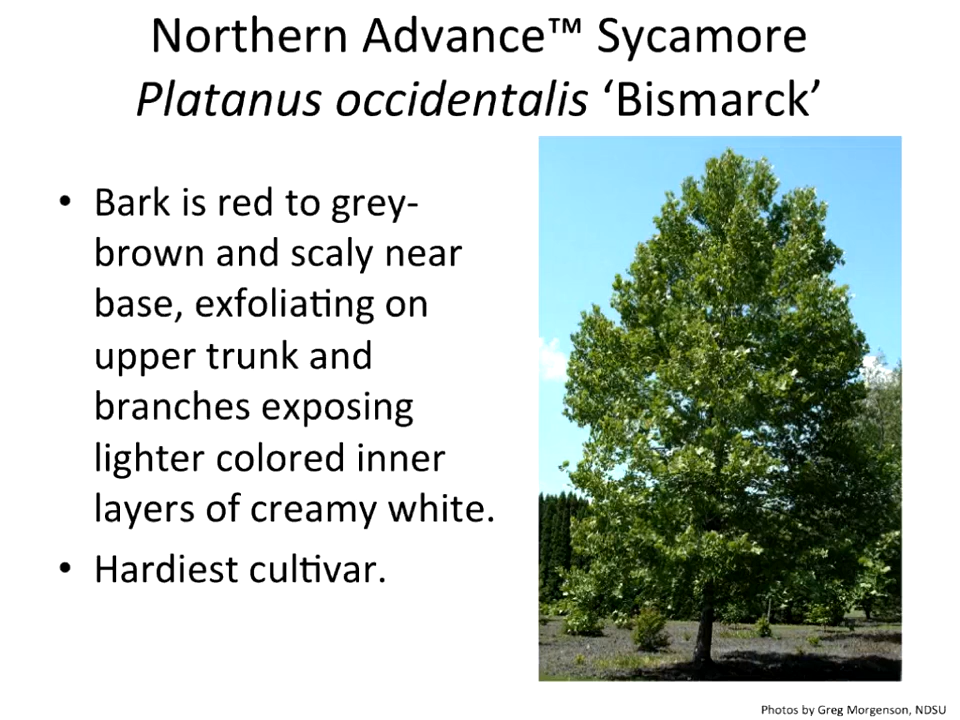 Northern Advance™ Sycamore
Platanus occidentalis ‘Bismarck’
• Bark is red to grey-
brown and scaly near
base, exfoliating on
upper trunk and
branches exposing
lighter colored inner
layers of creamy white.
• Hardiest cultivar.
Photos by Greg Morgenson, NDSU